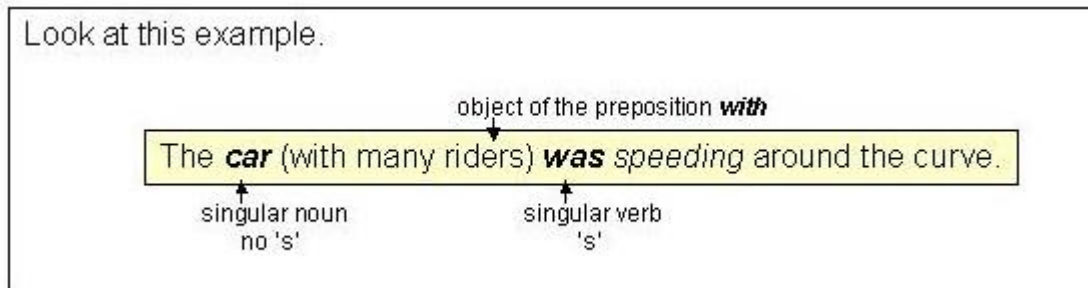 Look at this example.
object of the preposition with
The car (with many riders) was speeding around the curve.
singular noun
no 's'
singular verb
's'